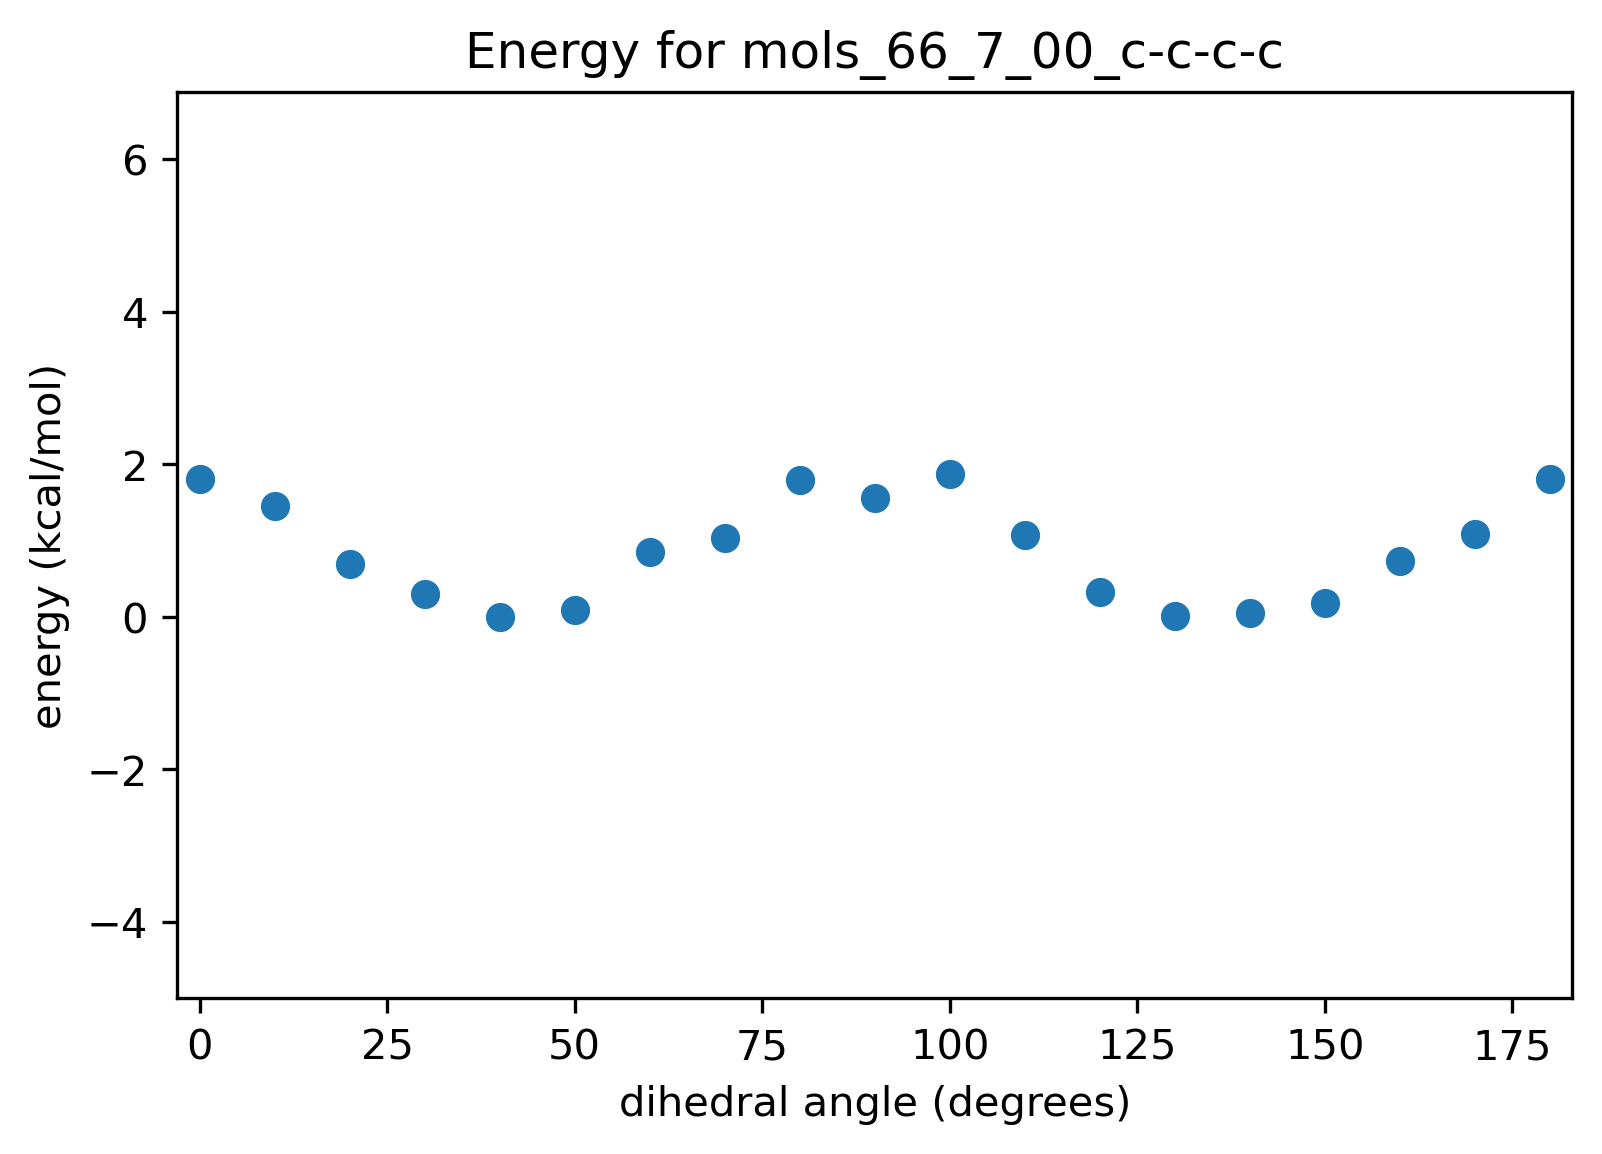 Energy for mols_66_7_00_c-c-c-c
6
4
2
0
−2
−4
energy (kcal/mol)
0 25 50 75 100 125 150 175
dihedral angle (degrees)